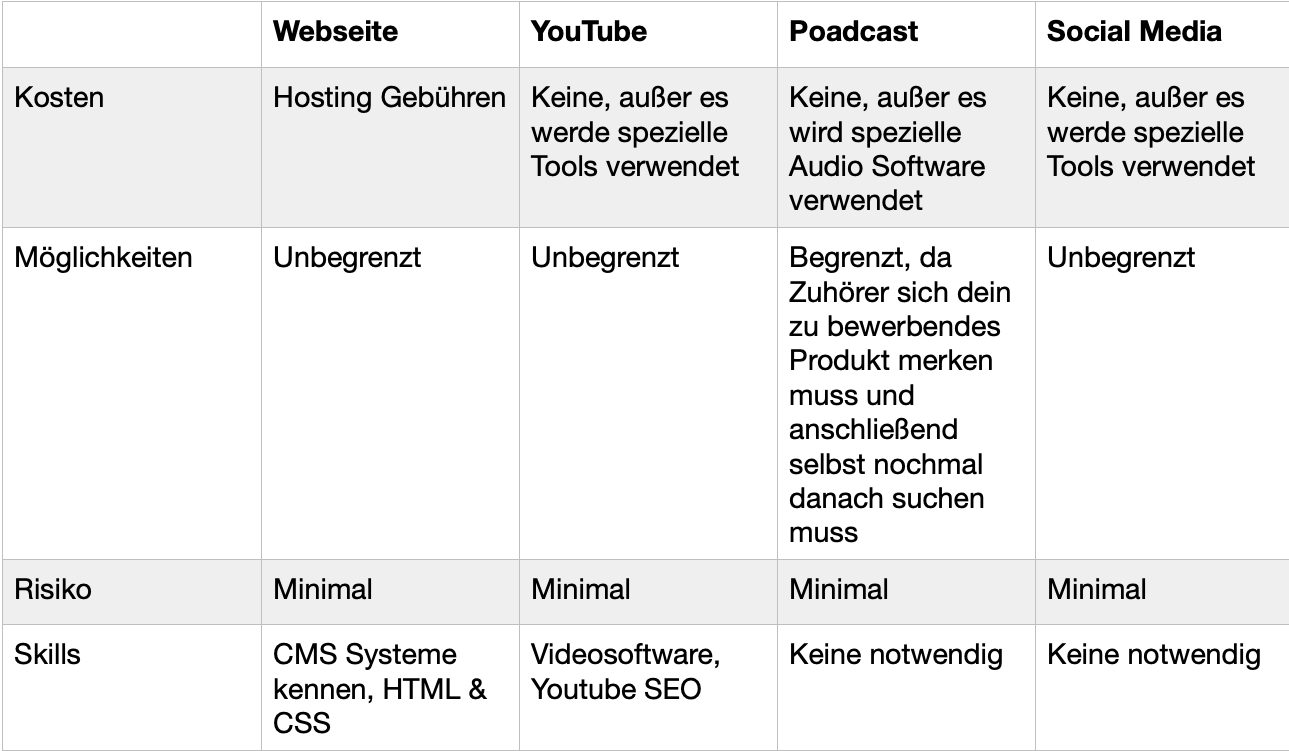 Webseite YouTube Poadcast Social Media
Kosten
Hosting Gebühren
Keine, außer es
werde spezielle
Tools verwendet
Keine, außer es
wird spezielle
Audio Software
verwendet
Keine, außer es
werde spezielle
Tools verwendet
Möglichkeiten
Unbegrenzt
Unbegrenzt
Begrenzt, da
Zuhörer sich dein
zu bewerbendes
Produkt merken
muss und
anschließend
selbst nochmal
danach suchen
muss
Unbegrenzt
Risiko
Minimal
Minimal
Minimal
Minimal
Skills
CMS Systeme
kennen, HTML &
CSS
Videosoftware,
Youtube SEO
Keine notwendig
Keine notwendig